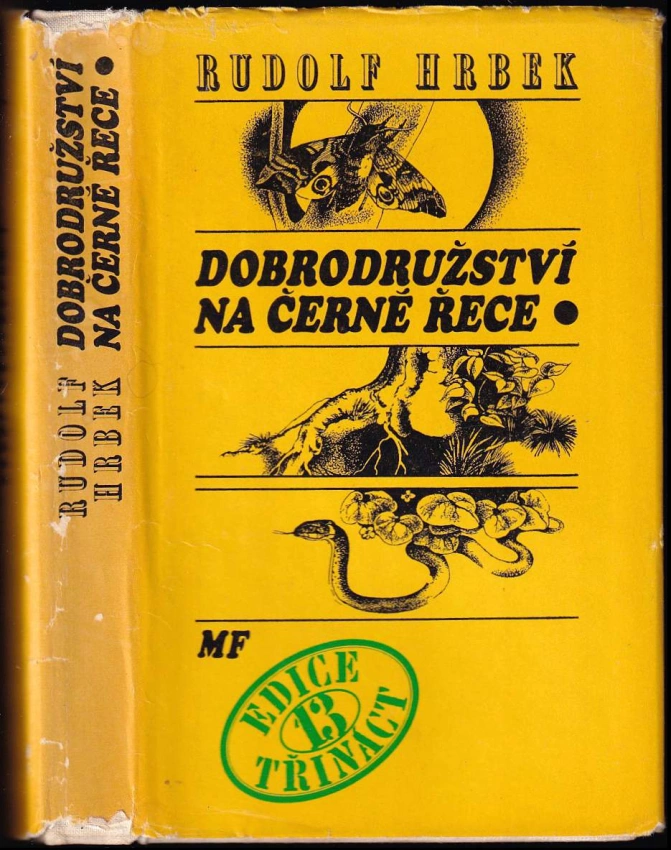 RUDOLF HRBEK
DOBRODRUŽSTVÍ
NA ČERNÉ ŘECE •
MF
EDICE
13
TŘINÁCT
RUDOLF
HRBEK
DOBRODRUŽSTVÍ
NA ČERNÉ ŘECE •